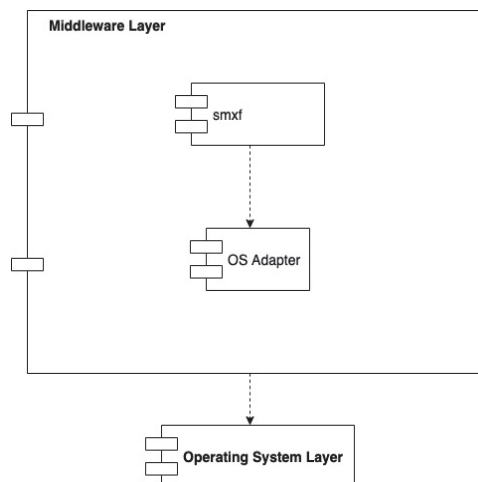 Middleware Layer
smxf
OS Adapter
Operating System Layer